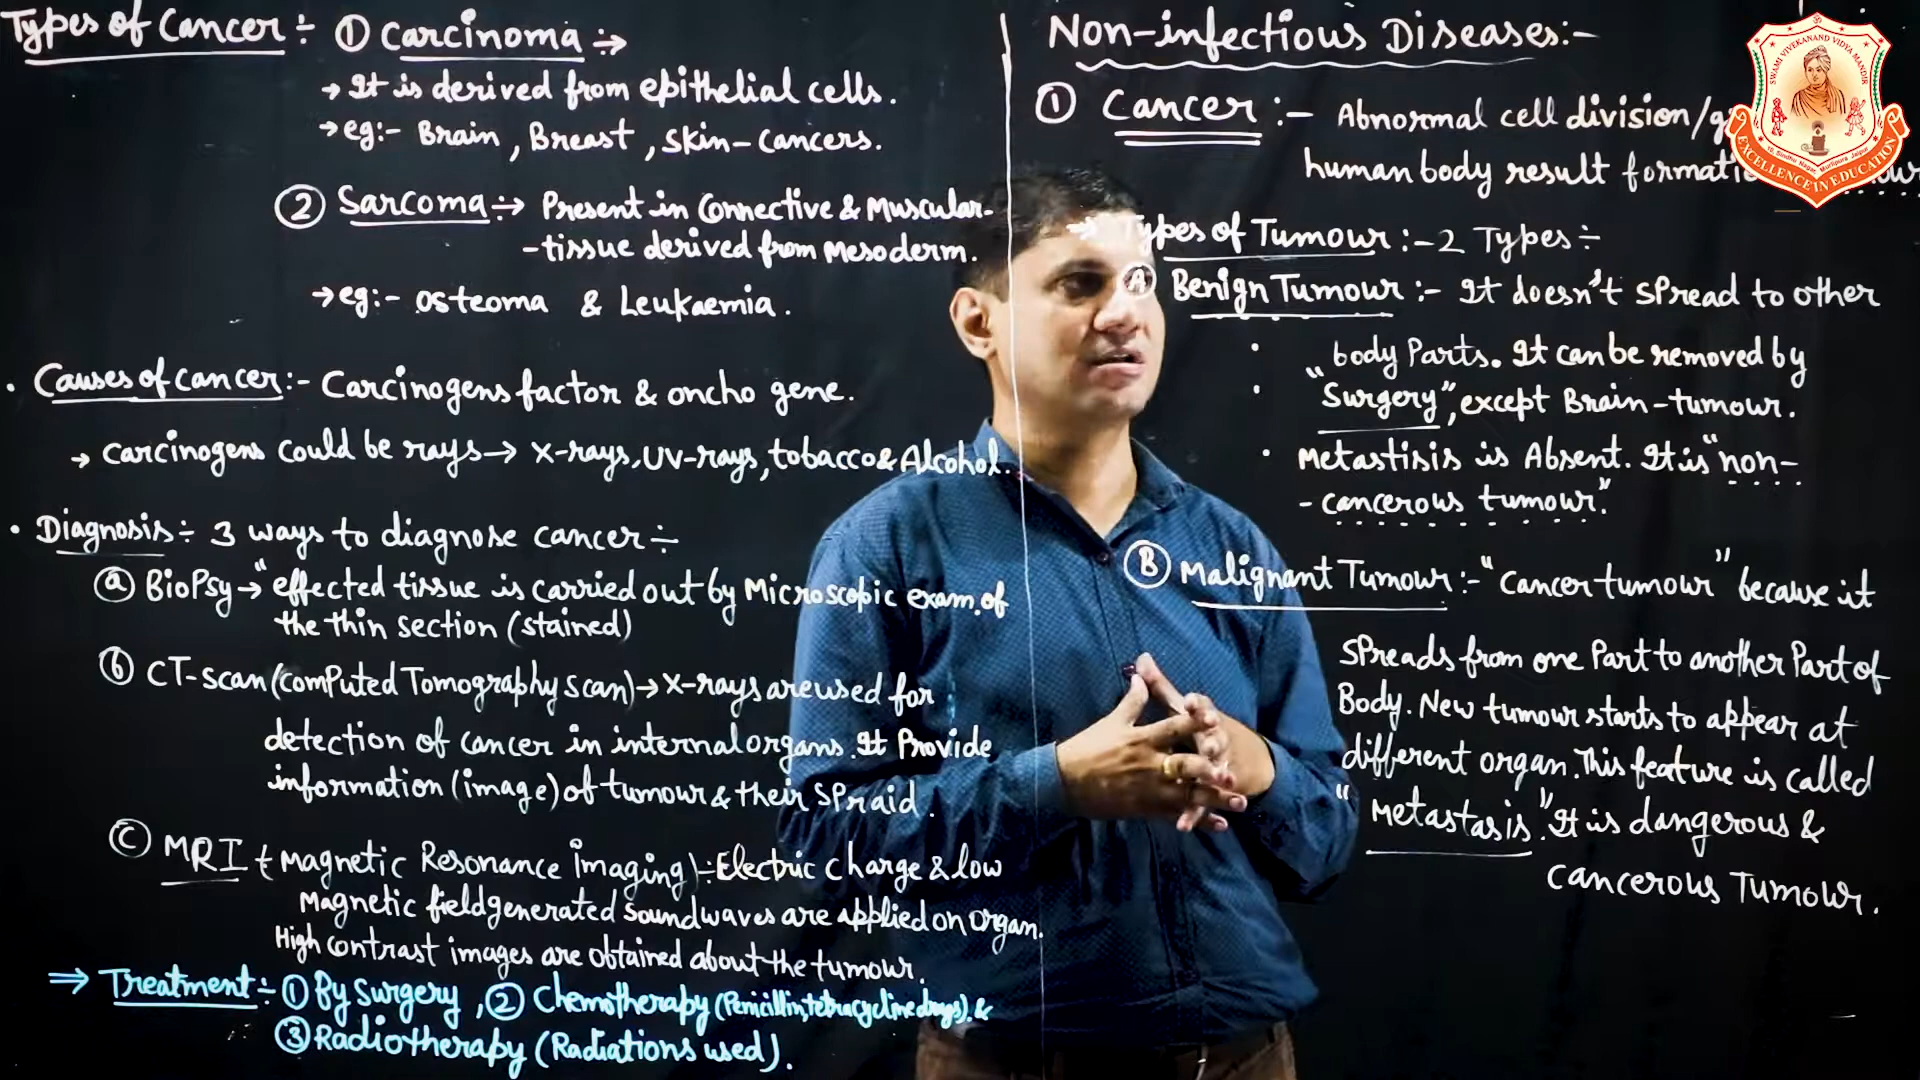 Types of Cancer ÷ ① Carcinoma ÷→
→ It is derived from epithelial cells.
→ eg:- Brain, Breast, Skin-Cancers.
② Sarcoma ÷→ Present in Connective & Muscular-
-tissue derived from Mesoderm.
→ eg:- Osteoma & Leukaemia.
• Causes of cancer:- Carcinogens factor & oncho gene.
→ Carcinogens could be rays → X-rays, UV-rays, tobacco & Alcohol.
• Diagnosis ÷ 3 ways to diagnose cancer ÷
ⓐ BioPsy → "effected tissue is carried out by Microscopic exam. of
the thin section (stained)
ⓑ CT-scan (computed Tomography scan) → X-rays are used for
detection of cancer in internal organs. It Provide
information (image) of tumour & their SPraid.
Ⓒ MRI ÷ (Magnetic Resonance Imaging) ÷ Electric charge & low
Magnetic field generated Soundwaves are applied on organ.
High contrast images are obtained about the tumour.
⇒ Treatment ÷ ① By Surgery, ② Chemotherapy (Penicillin, tetracycline drugs). &
③ Radiotherapy (Radiations used).
Non-infectious Diseases:-
① Cancer :- Abnormal cell division/
human body result
→ Types of Tumour :- 2 Types ÷
Ⓐ Benign Tumour :- It doesn't spread to other
• body Parts. It can be removed by
• "Surgery", except Brain-tumour.
• Metastisis is Absent. It is "non-
- cancerous tumour."
Ⓑ Malignant Tumour :- "Cancer tumour" because it
SPreads from one Part to another Part of
Body. New tumour starts to appear at
different organ. This feature is called
"Metastasis". It is dangerous &
Cancerous Tumour.
SWAMI VIVEKANAND VIDYA MANDIR
EXCELLENCE IN EDUCATION